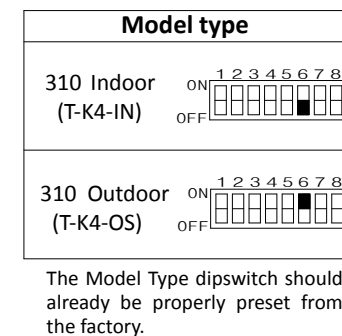 Model type
310 Indoor
(T-K4-IN)
ON
1 2 3 4 5 6 7 8
OFF
310 Outdoor
(T-K4-OS)
ON
1 2 3 4 5 6 7 8
OFF
The Model Type dipswitch should
already be properly preset from
the factory.